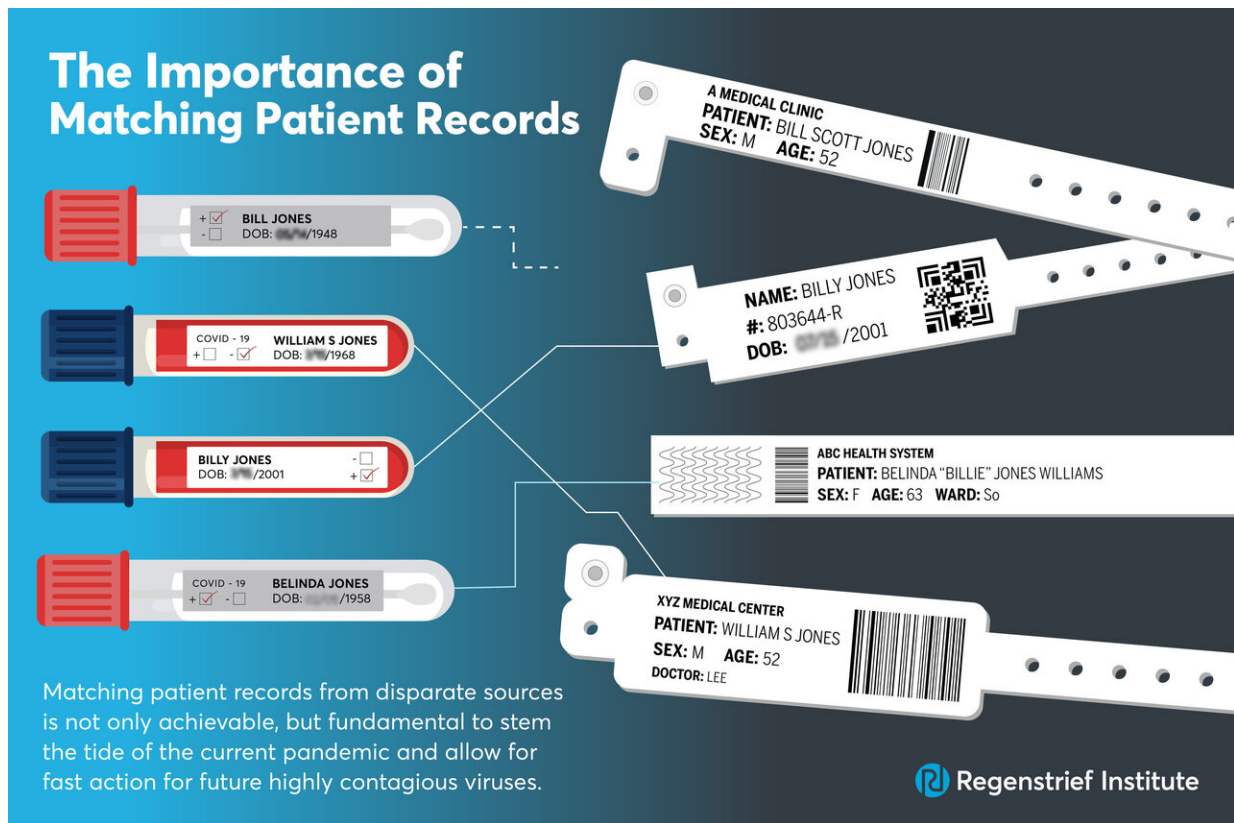 The Importance of
Matching Patient Records
+ - BILL JONES
DOB: /1948
COVID - 19 WILLIAM S JONES
+ - DOB: /1968
BILLY JONES -
DOB: /2001 +
COVID - 19 BELINDA JONES
+ - DOB: /1958
Matching patient records from disparate sources
is not only achievable, but fundamental to stem
the tide of the current pandemic and allow for
fast action for future highly contagious viruses.
A MEDICAL CLINIC
PATIENT: BILL SCOTT JONES
SEX: M AGE: 52
NAME: BILLY JONES
#: 803644-R
DOB: /2001
ABC HEALTH SYSTEM
PATIENT: BELINDA “BILLIE” JONES WILLIAMS
SEX: F AGE: 63 WARD: So
XYZ MEDICAL CENTER
PATIENT: WILLIAM S JONES
SEX: M AGE: 52
DOCTOR: LEE
Regenstrief Institute